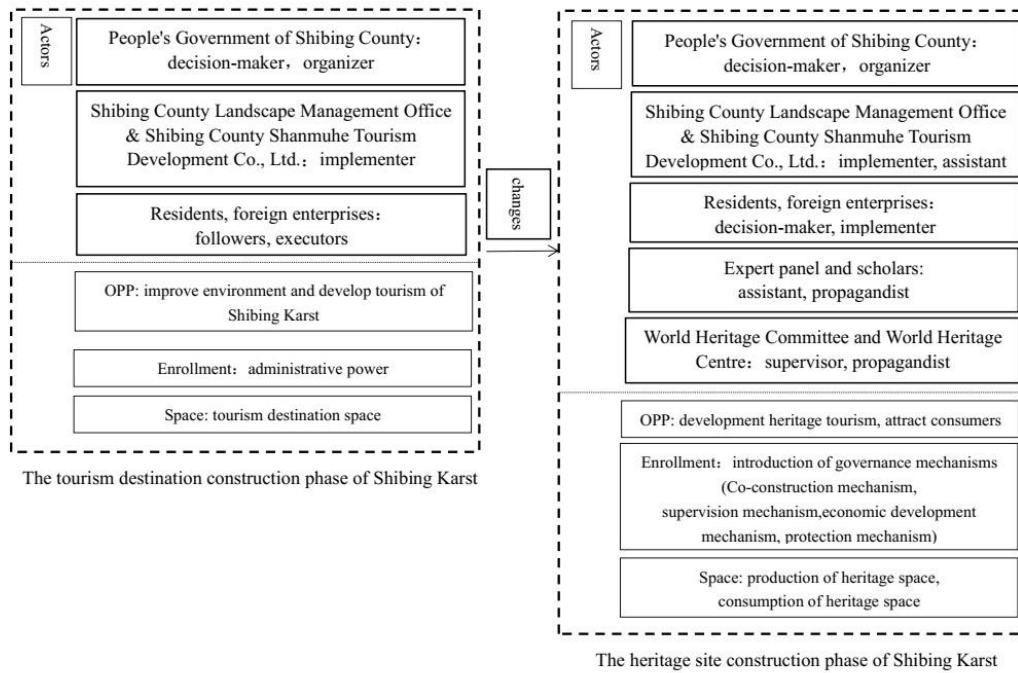 Actors
People's Government of Shibing County：
decision-maker，organizer
Shibing County Landscape Management Office
& Shibing County Shanmuhe Tourism
Development Co., Ltd.：implementer
Residents, foreign enterprises：
followers, executors
OPP: improve environment and develop tourism of
Shibing Karst
Enrollment：administrative power
Space: tourism destination space
The tourism destination construction phase of Shibing Karst
changes
Actors
People's Government of Shibing County：
decision-maker，organizer
Shibing County Landscape Management Office
& Shibing County Shanmuhe Tourism
Development Co., Ltd.：implementer, assistant
Residents, foreign enterprises：
decision-maker, implementer
Expert panel and scholars:
assistant, propagandist
World Heritage Committee and World Heritage
Centre：supervisor, propagandist
OPP: development heritage tourism, attract consumers
Enrollment：introduction of governance mechanisms
(Co-construction mechanism,
supervision mechanism,economic development
mechanism, protection mechanism)
Space: production of heritage space,
consumption of heritage space
The heritage site construction phase of Shibing Karst